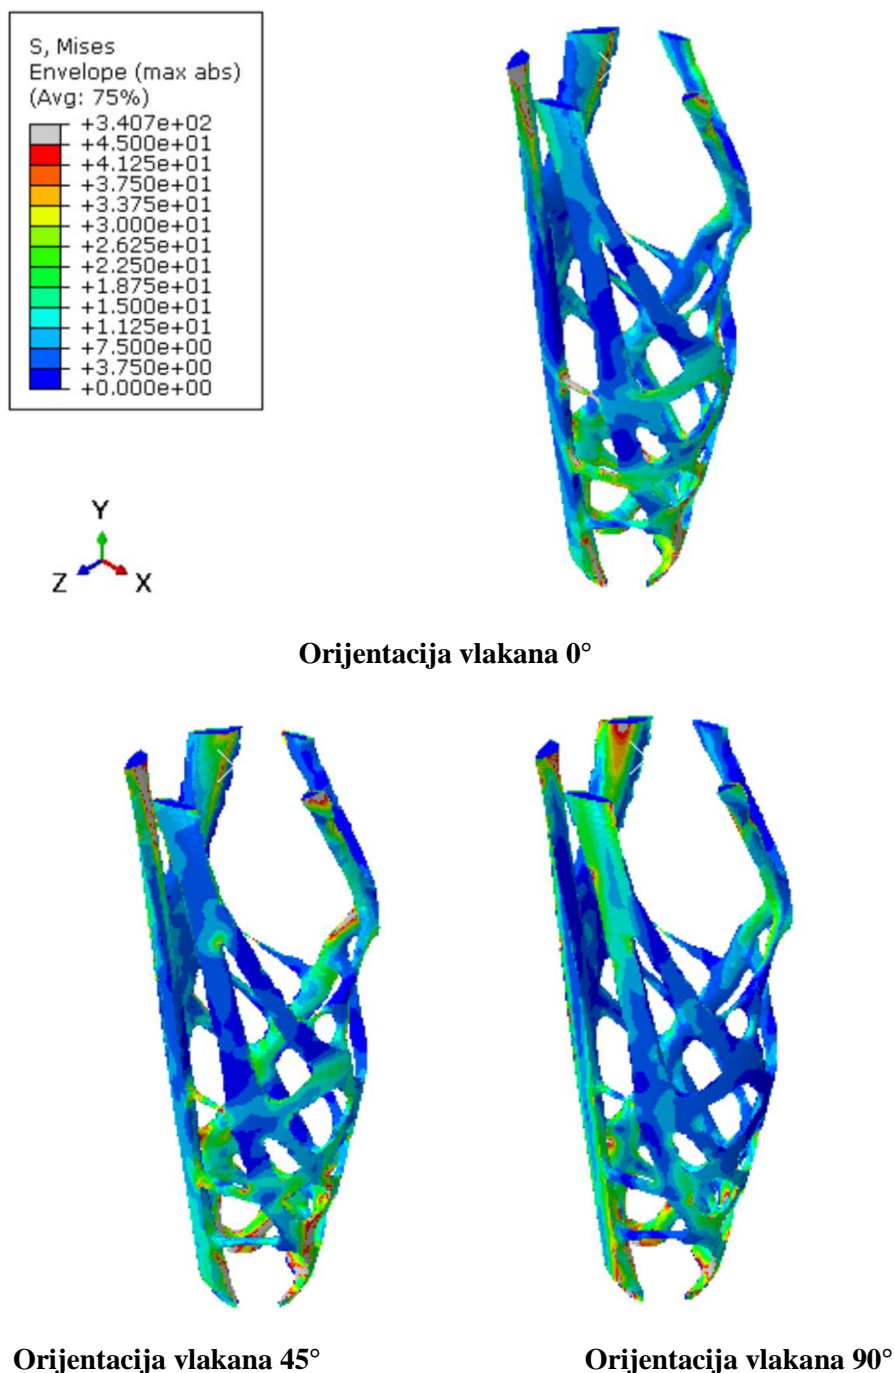 S, Mises
Envelope (max abs)
(Avg: 75%)
+3.407e+02
+4.500e+01
+4.125e+01
+3.750e+01
+3.375e+01
+3.000e+01
+2.625e+01
+2.250e+01
+1.875e+01
+1.500e+01
+1.125e+01
+7.500e+00
+3.750e+00
+0.000e+00
Y
Z X
Orijentacija vlakana 0°
Orijentacija vlakana 45°
Orijentacija vlakana 90°